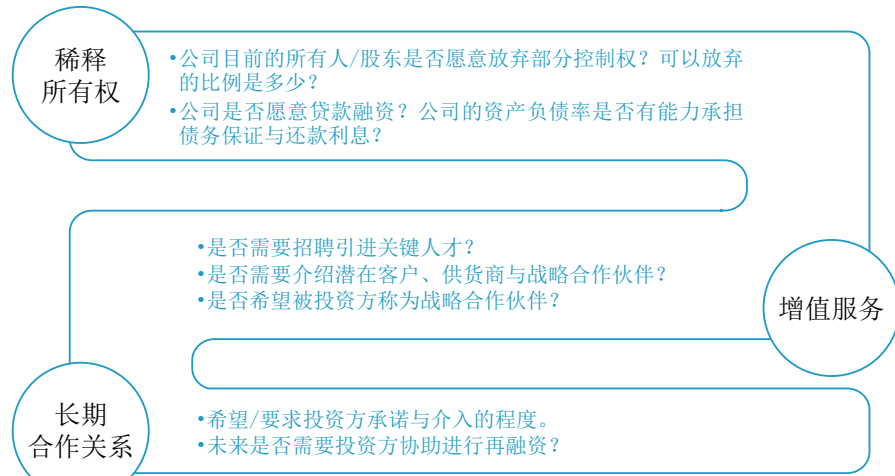 稀释
所有权
•公司目前的所有人/股东是否愿意放弃部分控制权？可以放弃
的比例是多少？
•公司是否愿意贷款融资？公司的资产负债率是否有能力承担
债务保证与还款利息？
•是否需要招聘引进关键人才？
•是否需要介绍潜在客户、供货商与战略合作伙伴？
•是否希望被投资方称为战略合作伙伴？
增值服务
长期
合作关系
•希望/要求投资方承诺与介入的程度。
•未来是否需要投资方协助进行再融资？